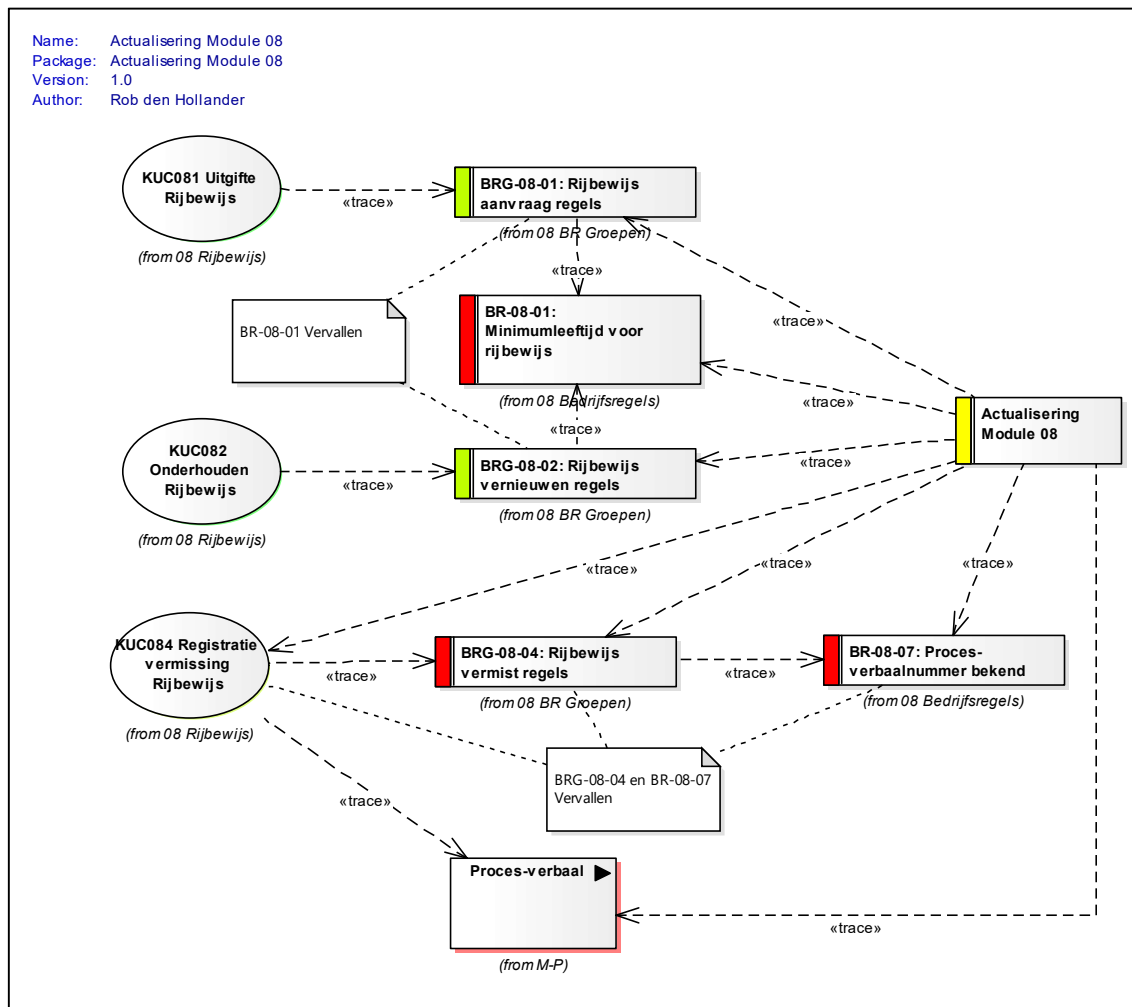 Name: Actualisering Module 08
Package: Actualisering Module 08
Version: 1.0
Author: Rob den Hollander
KUC081 Uitgifte
Rijbewijs
(from 08 Rijbewijs)
«trace»
BRG-08-01: Rijbewijs
aanvraag regels
(from 08 BR Groepen)
«trace»
BR-08-01 Vervallen
BR-08-01:
Minimumleeftijd voor
rijbewijs
(from 08 Bedrijfsregels)
«trace»
«trace»
«trace»
Actualisering
Module 08
KUC082
Onderhouden
Rijbewijs
(from 08 Rijbewijs)
«trace»
BRG-08-02: Rijbewijs
vernieuwen regels
(from 08 BR Groepen)
«trace»
«trace»
«trace»
«trace»
KUC084 Registratie
vermissing
Rijbewijs
(from 08 Rijbewijs)
«trace»
BRG-08-04: Rijbewijs
vermist regels
(from 08 BR Groepen)
«trace»
BR-08-07: Proces-
verbaalnummer bekend
(from 08 Bedrijfsregels)
BRG-08-04 en BR-08-07
Vervallen
«trace»
Proces-verbaal
(from M-P)
«trace»